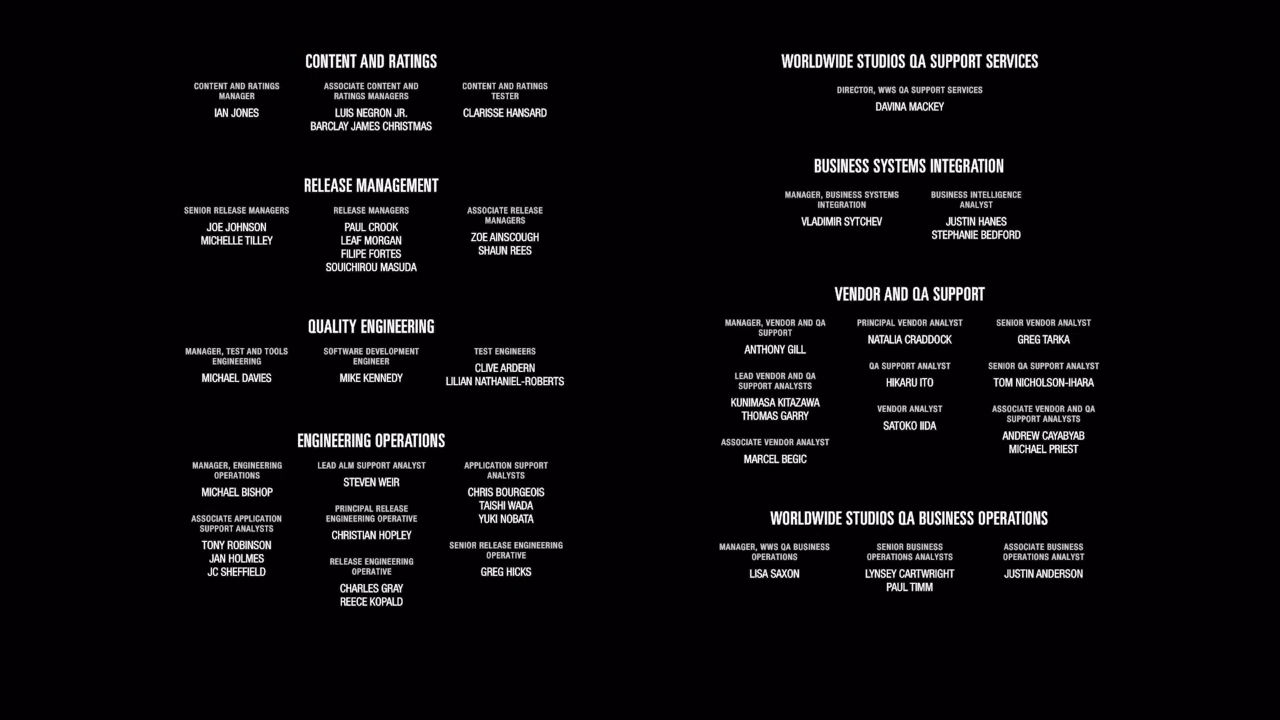 CONTENT AND RATINGS
CONTENT AND RATINGS
MANAGER
IAN JONES
ASSOCIATE CONTENT AND
RATINGS MANAGERS
LUIS NEGRON JR.
BARCLAY JAMES CHRISTMAS
CONTENT AND RATINGS
TESTER
CLARISSE HANSARD
RELEASE MANAGEMENT
SENIOR RELEASE MANAGERS
JOE JOHNSON
MICHELLE TILLEY
RELEASE MANAGERS
PAUL CROOK
LEAF MORGAN
FILIPE FORTES
SOUICHIROU MASUDA
ASSOCIATE RELEASE
MANAGERS
ZOE AINSCOUGH
SHAUN REES
QUALITY ENGINEERING
MANAGER, TEST AND TOOLS
ENGINEERING
MICHAEL DAVIES
SOFTWARE DEVELOPMENT
ENGINEER
MIKE KENNEDY
TEST ENGINEERS
CLIVE ARDERN
LILIAN NATHANIEL-ROBERTS
ENGINEERING OPERATIONS
MANAGER, ENGINEERING
OPERATIONS
MICHAEL BISHOP
ASSOCIATE APPLICATION
SUPPORT ANALYSTS
TONY ROBINSON
JAN HOLMES
JC SHEFFIELD
LEAD ALM SUPPORT ANALYST
STEVEN WEIR
PRINCIPAL RELEASE
ENGINEERING OPERATIVE
CHRISTIAN HOPLEY
RELEASE ENGINEERING
OPERATIVE
CHARLES GRAY
REECE KOPALD
APPLICATION SUPPORT
ANALYSTS
CHRIS BOURGEOIS
TAISHI WADA
YUKI NOBATA
SENIOR RELEASE ENGINEERING
OPERATIVE
GREG HICKS
WORLDWIDE STUDIOS QA SUPPORT SERVICES
DIRECTOR, WWS QA SUPPORT SERVICES
DAVINA MACKEY
BUSINESS SYSTEMS INTEGRATION
MANAGER, BUSINESS SYSTEMS
INTEGRATION
VLADIMIR SYTCHEV
BUSINESS INTELLIGENCE
ANALYST
JUSTIN HANES
STEPHANIE BEDFORD
VENDOR AND QA SUPPORT
MANAGER, VENDOR AND QA
SUPPORT
ANTHONY GILL
LEAD VENDOR AND QA
SUPPORT ANALYSTS
KUNIMASA KITAZAWA
THOMAS GARRY
ASSOCIATE VENDOR ANALYST
MARCEL BEGIC
PRINCIPAL VENDOR ANALYST
NATALIA CRADDOCK
QA SUPPORT ANALYST
HIKARU ITO
VENDOR ANALYST
SATOKO IIDA
SENIOR VENDOR ANALYST
GREG TARKA
SENIOR QA SUPPORT ANALYST
TOM NICHOLSON-IHARA
ASSOCIATE VENDOR AND QA
SUPPORT ANALYSTS
ANDREW CAYABYAB
MICHAEL PRIEST
WORLDWIDE STUDIOS QA BUSINESS OPERATIONS
MANAGER, WWS QA BUSINESS
OPERATIONS
LISA SAXON
SENIOR BUSINESS
OPERATIONS ANALYSTS
LYNSEY CARTWRIGHT
PAUL TIMM
ASSOCIATE BUSINESS
OPERATIONS ANALYST
JUSTIN ANDERSON